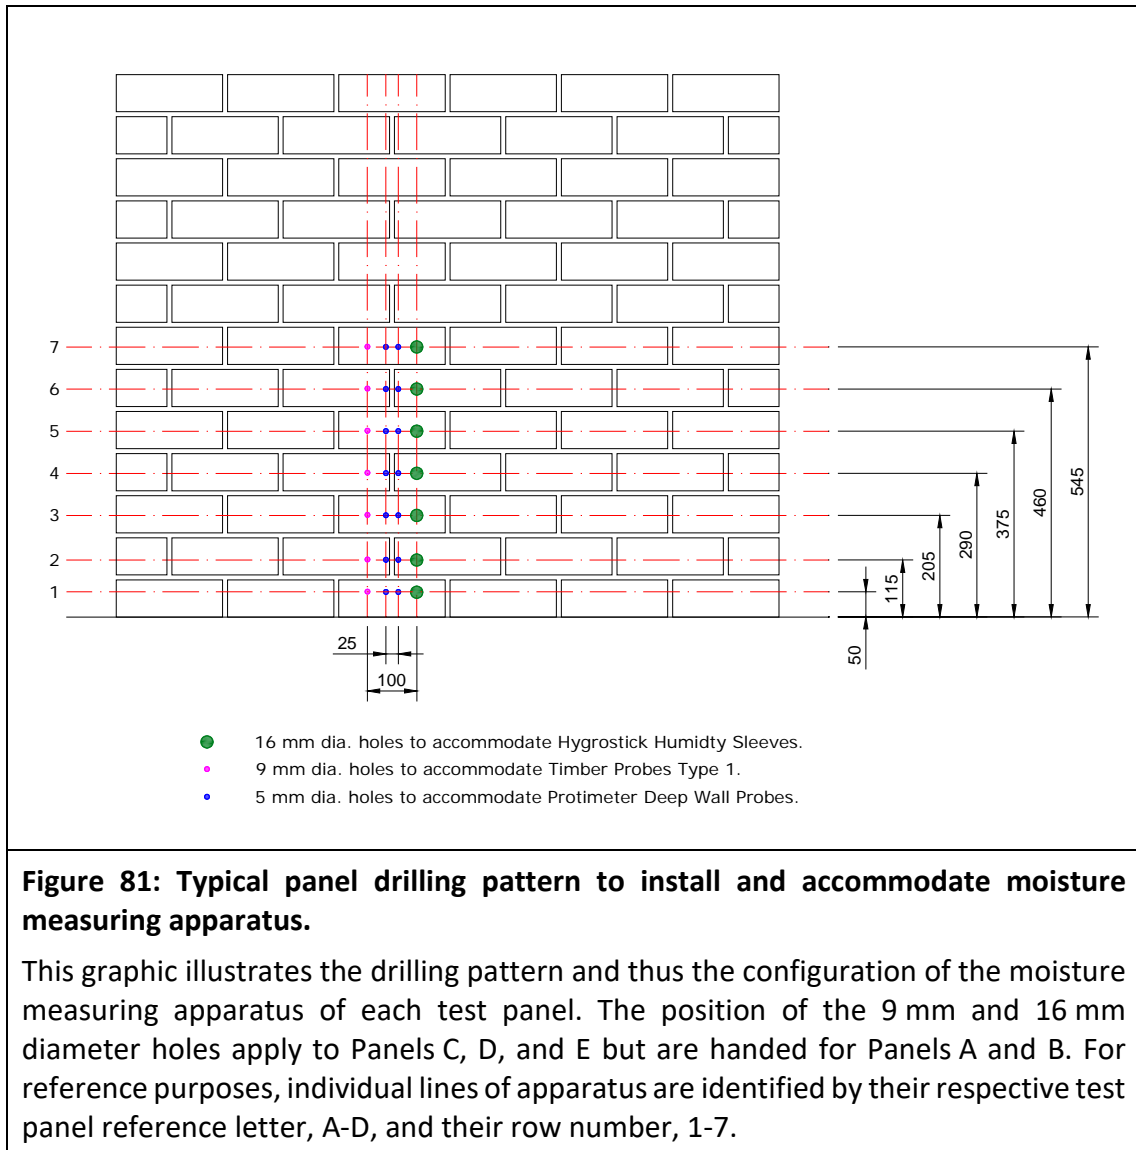 7
6
5
4
3
2
1
545
460
375
290
205
115
50
25
100
16 mm dia. holes to accommodate Hygrostick Humidty Sleeves.
9 mm dia. holes to accommodate Timber Probes Type 1.
5 mm dia. holes to accommodate Protimeter Deep Wall Probes.
Figure 81: Typical panel drilling pattern to install and accommodate moisture
measuring apparatus.
This graphic illustrates the drilling pattern and thus the configuration of the moisture
measuring apparatus of each test panel. The position of the 9 mm and 16 mm
diameter holes apply to Panels C, D, and E but are handed for Panels A and B. For
reference purposes, individual lines of apparatus are identified by their respective test
panel reference letter, A-D, and their row number, 1-7.